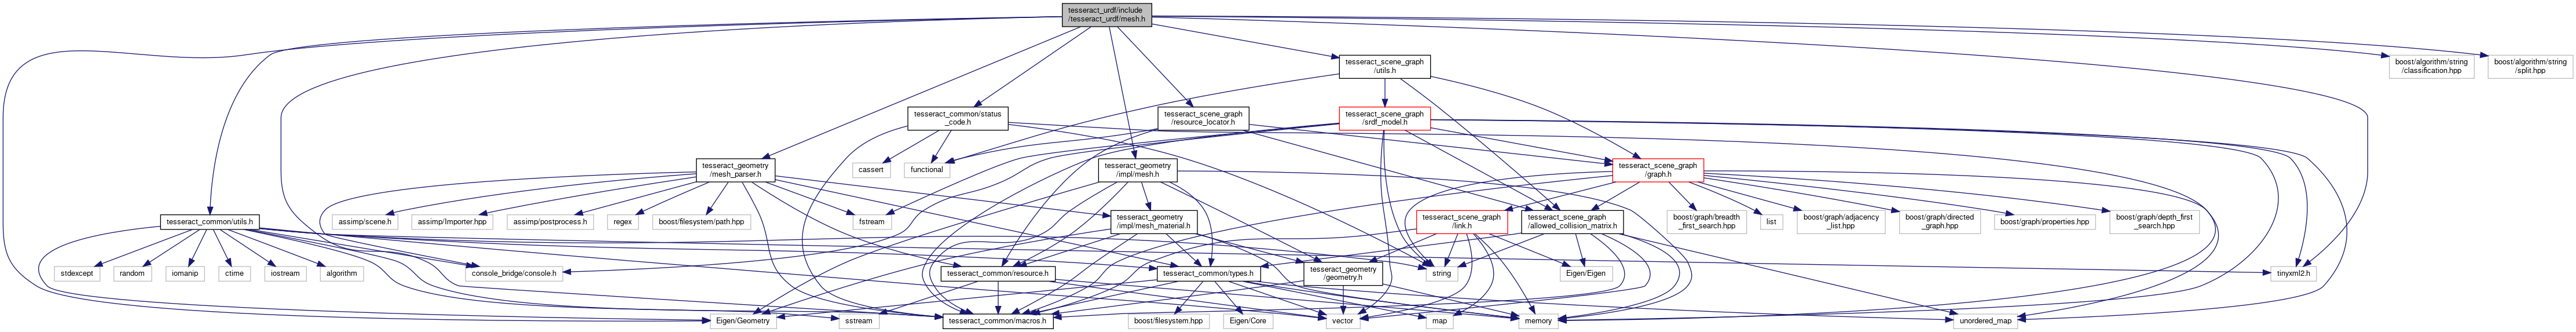 tesseract_urdf/include
/tesseract_urdf/mesh.h
tesseract_scene_graph
/utils.h
boost/algorithm/string
/classification.hpp
boost/algorithm/string
/split.hpp
tesseract_common/status
_code.h
tesseract_scene_graph
/resource_locator.h
tesseract_scene_graph
/srdf_model.h
tesseract_geometry
/mesh_parser.h
cassert
functional
tesseract_geometry
/impl/mesh.h
tesseract_scene_graph
/graph.h
tesseract_common/utils.h
assimp/scene.h
assimp/Importer.hpp
assimp/postprocess.h
regex
boost/filesystem/path.hpp
fstream
tesseract_geometry
/impl/mesh_material.h
tesseract_scene_graph
/link.h
tesseract_scene_graph
/allowed_collision_matrix.h
boost/graph/breadth
_first_search.hpp
list
boost/graph/adjacency
_list.hpp
boost/graph/directed
_graph.hpp
boost/graph/properties.hpp
boost/graph/depth_first
_search.hpp
stdexcept
random
iomanip
ctime
iostream
algorithm
console_bridge/console.h
tesseract_common/resource.h
tesseract_common/types.h
tesseract_geometry
/geometry.h
string
Eigen/Eigen
tinyxml2.h
Eigen/Geometry
sstream
tesseract_common/macros.h
boost/filesystem.hpp
Eigen/Core
vector
map
memory
unordered_map